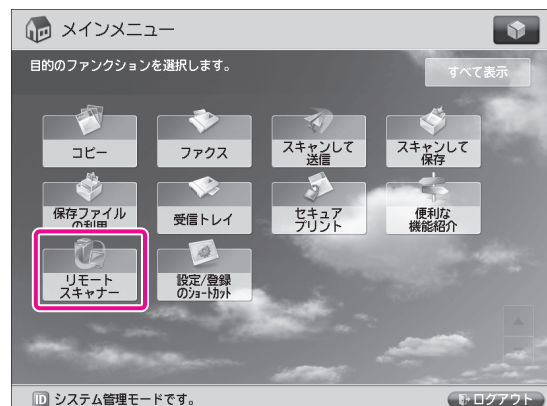 メインメニュー
目的のファンクションを選択します。
すべて表示
コピー
ファクス
スキャンして
送信
スキャンして
保存
保存ファイル
の利用
受信トレイ
セキュア
プリント
便利な
機能紹介
リモート
スキャナー
設定/登録
のショートカット
ID システム管理モードです。
ログアウト